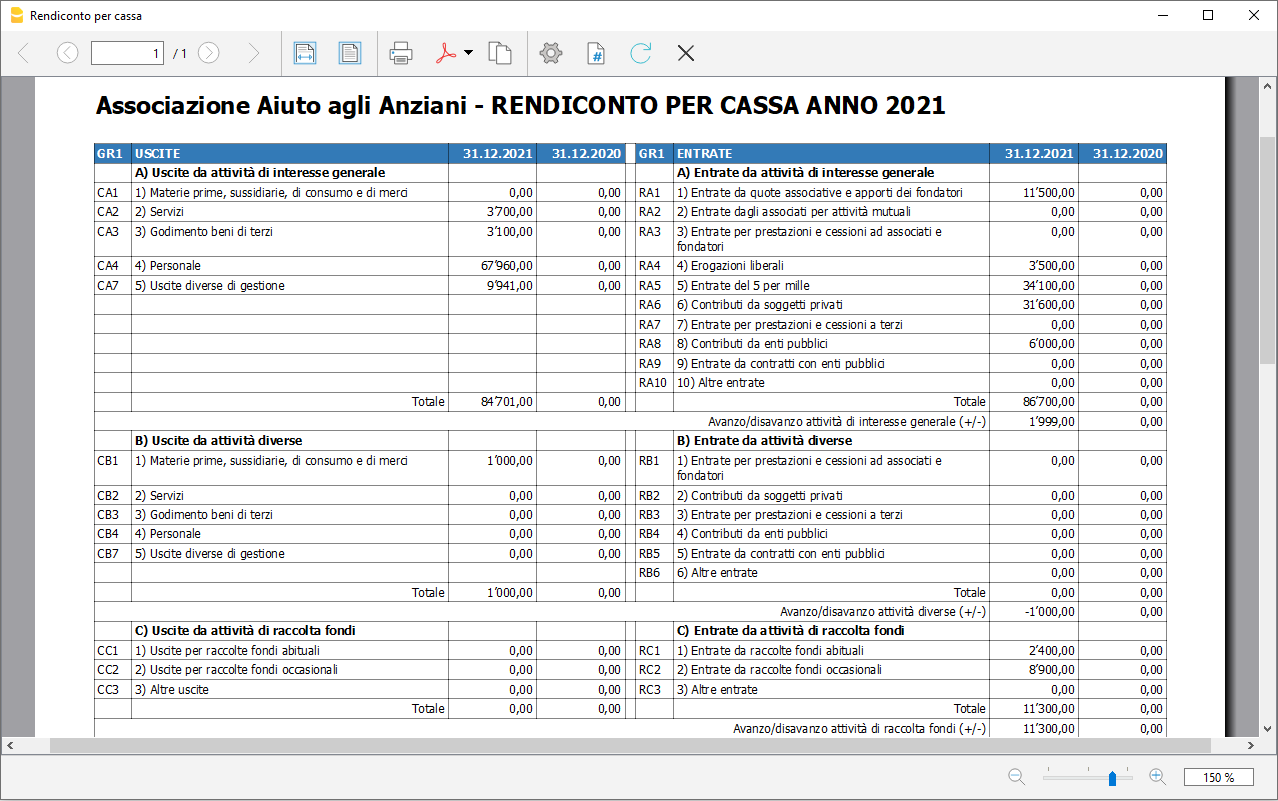 Rendiconto per cassa
1 / 1
Associazione Aiuto agli Anziani - RENDICONTO PER CASSA ANNO 2021
GR1 USCITE 31.12.2021 31.12.2020 GR1 ENTRATE 31.12.2021 31.12.2020
A) Uscite da attività di interesse generale A) Entrate da attività di interesse generale
CA1 1) Materie prime, sussidiarie, di consumo e di merci 0,00 0,00 RA1 1) Entrate da quote associative e apporti dei fondatori 11’500,00 0,00
CA2 2) Servizi 3’700,00 0,00 RA2 2) Entrate dagli associati per attività mutuali 0,00 0,00
CA3 3) Godimento beni di terzi 3’100,00 0,00 RA3 3) Entrate per prestazioni e cessioni ad associati e 0,00 0,00
fondatori
CA4 4) Personale 67’960,00 0,00 RA4 4) Erogazioni liberali 3’500,00 0,00
CA7 5) Uscite diverse di gestione 9’941,00 0,00 RA5 5) Entrate del 5 per mille 34’100,00 0,00
RA6 6) Contributi da soggetti privati 31’600,00 0,00
RA7 7) Entrate per prestazioni e cessioni a terzi 0,00 0,00
RA8 8) Contributi da enti pubblici 6’000,00 0,00
RA9 9) Entrate da contratti con enti pubblici 0,00 0,00
RA10 10) Altre entrate 0,00 0,00
Totale 84’701,00 0,00 Totale 86’700,00 0,00
Avanzo/disavanzo attività di interesse generale (+/-) 1’999,00 0,00
B) Uscite da attività diverse B) Entrate da attività diverse
CB1 1) Materie prime, sussidiarie, di consumo e di merci 1’000,00 0,00 RB1 1) Entrate per prestazioni e cessioni ad associati e 0,00 0,00
fondatori
CB2 2) Servizi 0,00 0,00 RB2 2) Contributi da soggetti privati 0,00 0,00
CB3 3) Godimento beni di terzi 0,00 0,00 RB3 3) Entrate per prestazioni e cessioni a terzi 0,00 0,00
CB4 4) Personale 0,00 0,00 RB4 4) Contributi da enti pubblici 0,00 0,00
CB7 5) Uscite diverse di gestione 0,00 0,00 RB5 5) Entrate da contratti con enti pubblici 0,00 0,00
RB6 6) Altre entrate 0,00 0,00
Totale 1’000,00 0,00 Totale 0,00 0,00
Avanzo/disavanzo attività diverse (+/-) -1’000,00 0,00
C) Uscite da attività di raccolta fondi C) Entrate da attività di raccolta fondi
CC1 1) Uscite per raccolte fondi abituali 0,00 0,00 RC1 1) Entrate da raccolte fondi abituali 2’400,00 0,00
CC2 2) Uscite per raccolte fondi occasionali 0,00 0,00 RC2 2) Entrate da raccolte fondi occasionali 8’900,00 0,00
CC3 3) Altre uscite 0,00 0,00 RC3 3) Altre entrate 0,00 0,00
Totale 0,00 0,00 Totale 11’300,00 0,00
Avanzo/disavanzo attività di raccolta fondi (+/-) 11’300,00 0,00
150 %